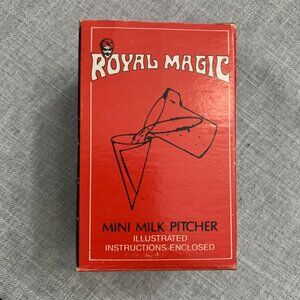 ROYAL MAGIC
MINI MILK PITCHER
ILLUSTRATED
INSTRUCTIONS ENCLOSED